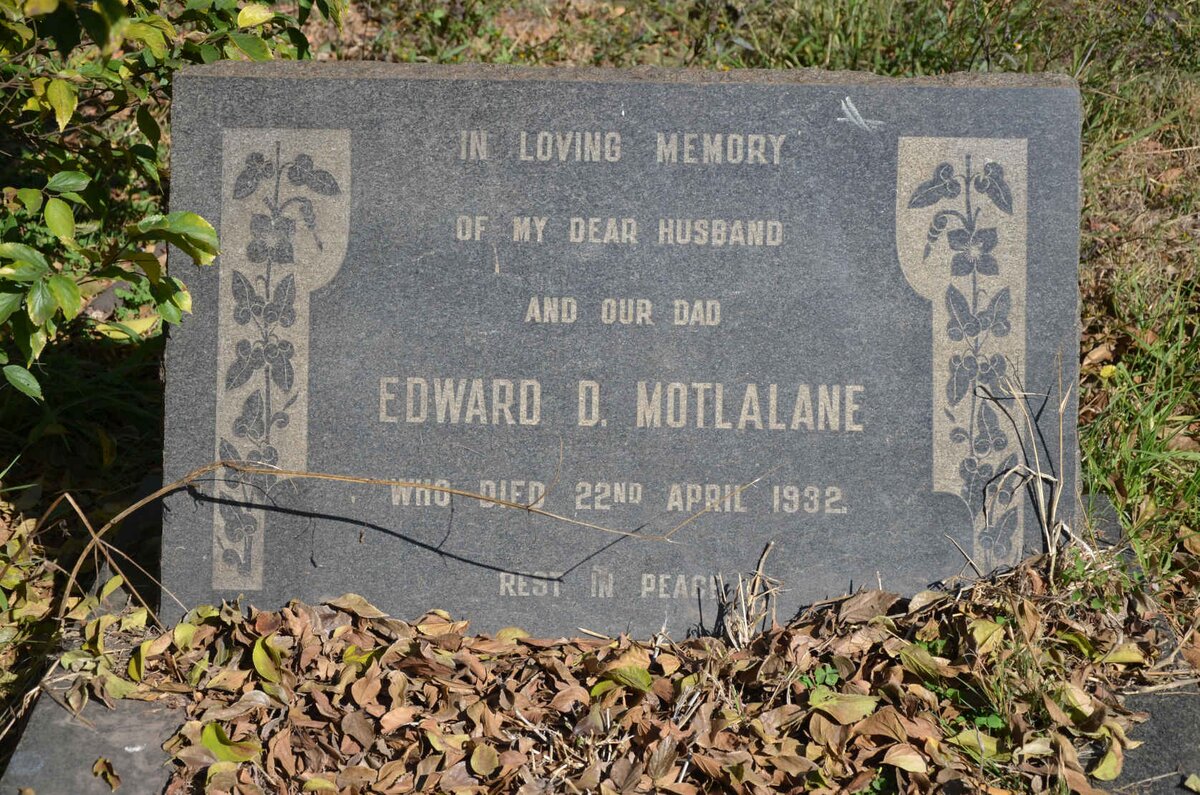 IN LOVING MEMORY
OF MY DEAR HUSBAND
AND OUR DAD
EDWARD D. MOTLALANE
WHO DIED 22ND APRIL 1932.
REST IN PEACE